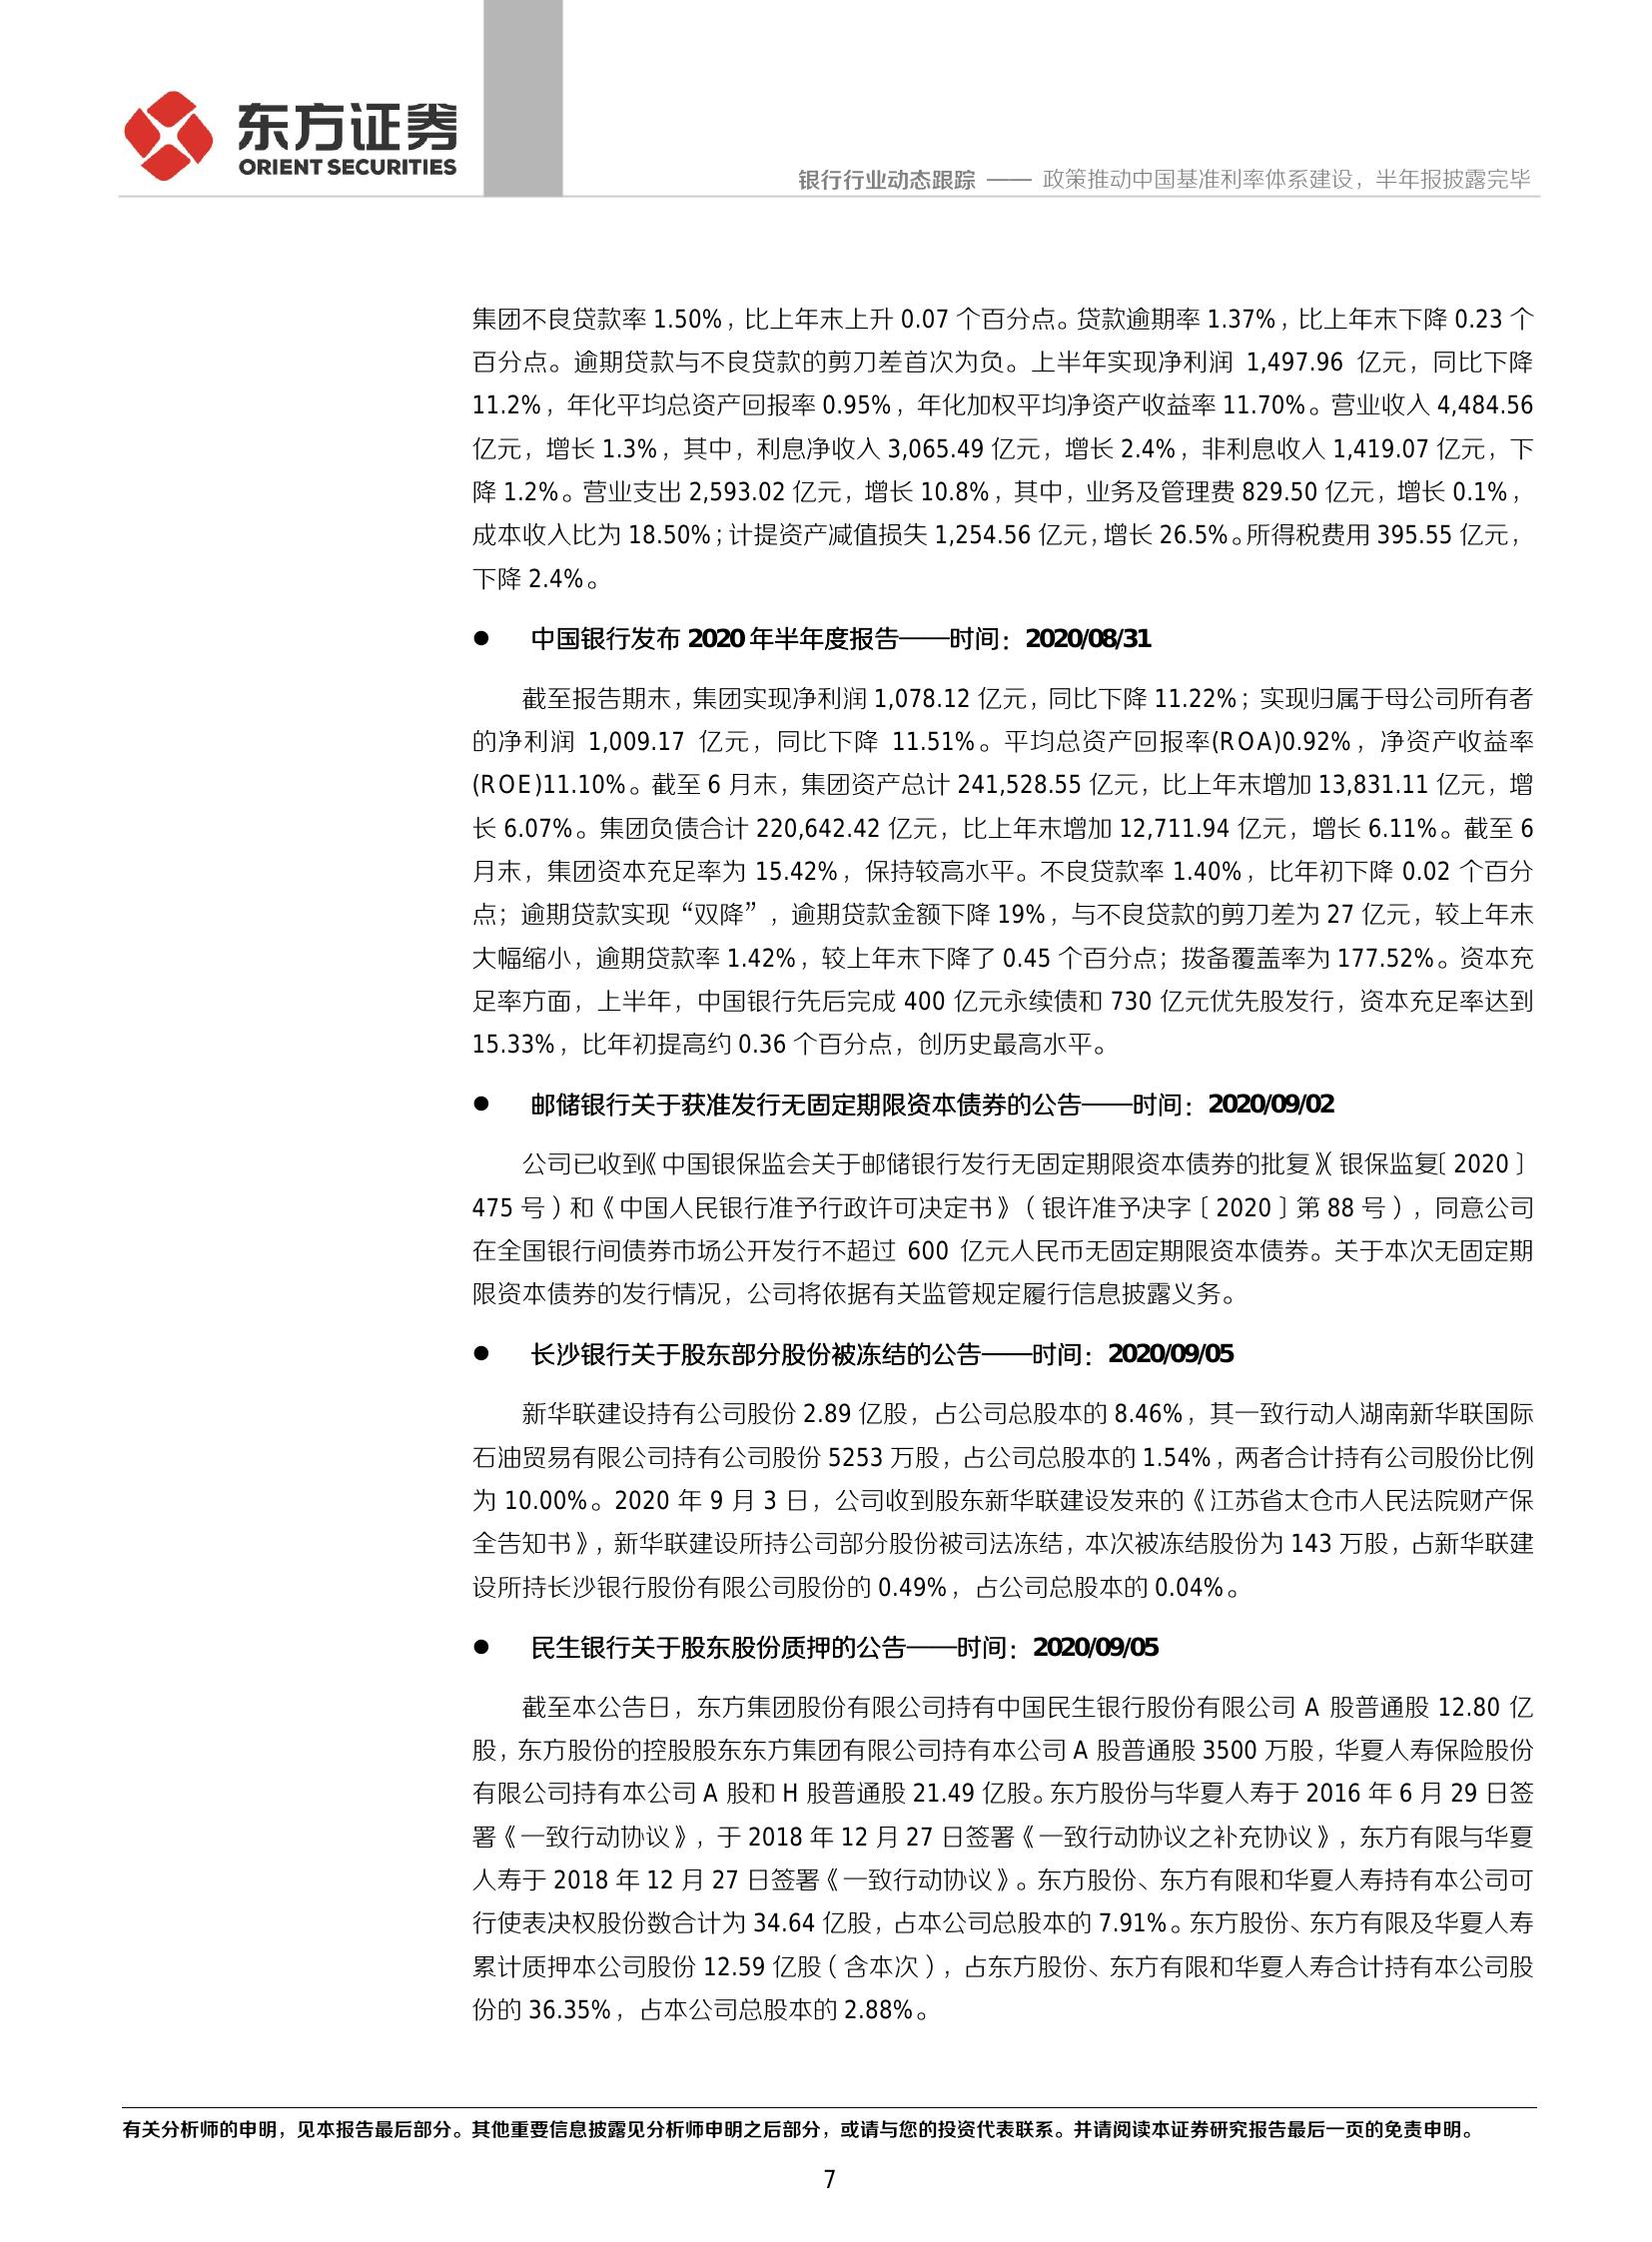 东方证券
ORIENT SECURITIES
银行行业动态跟踪 —— 政策推动中国基准利率体系建设，半年报披露完毕
集团不良贷款率 1.50%，比上年末上升 0.07 个百分点。贷款逾期率 1.37%，比上年末下降 0.23 个
百分点。逾期贷款与不良贷款的剪刀差首次为负。上半年实现净利润 1,497.96 亿元，同比下降
11.2%，年化平均总资产回报率 0.95%，年化加权平均净资产收益率 11.70%。营业收入 4,484.56
亿元，增长 1.3%，其中，利息净收入 3,065.49 亿元，增长 2.4%，非利息收入 1,419.07 亿元，下
降 1.2%。营业支出 2,593.02 亿元，增长 10.8%，其中，业务及管理费 829.50 亿元，增长 0.1%，
成本收入比为 18.50%；计提资产减值损失 1,254.56 亿元，增长 26.5%。所得税费用 395.55 亿元，
下降 2.4%。
● 中国银行发布 2020 年半年度报告——时间：2020/08/31
截至报告期末，集团实现净利润 1,078.12 亿元，同比下降 11.22%；实现归属于母公司所有者
的净利润 1,009.17 亿元，同比下降 11.51%。平均总资产回报率(ROA)0.92%，净资产收益率
(ROE)11.10%。截至 6 月末，集团资产总计 241,528.55 亿元，比上年末增加 13,831.11 亿元，增
长 6.07%。集团负债合计 220,642.42 亿元，比上年末增加 12,711.94 亿元，增长 6.11%。截至 6
月末，集团资本充足率为 15.42%，保持较高水平。不良贷款率 1.40%，比年初下降 0.02 个百分
点；逾期贷款实现“双降”，逾期贷款金额下降 19%，与不良贷款的剪刀差为 27 亿元，较上年末
大幅缩小，逾期贷款率 1.42%，较上年末下降了 0.45 个百分点；拨备覆盖率为 177.52%。资本充
足率方面，上半年，中国银行先后完成 400 亿元永续债和 730 亿元优先股发行，资本充足率达到
15.33%，比年初提高约 0.36 个百分点，创历史最高水平。
● 邮储银行关于获准发行无固定期限资本债券的公告——时间：2020/09/02
公司已收到《中国银保监会关于邮储银行发行无固定期限资本债券的批复》（银保监复〔2020〕
475 号）和《中国人民银行准予行政许可决定书》（银许准予决字〔2020〕第 88 号），同意公司
在全国银行间债券市场公开发行不超过 600 亿元人民币无固定期限资本债券。关于本次无固定期
限资本债券的发行情况，公司将依据有关监管规定履行信息披露义务。
● 长沙银行关于股东部分股份被冻结的公告——时间：2020/09/05
新华联建设持有公司股份 2.89 亿股，占公司总股本的 8.46%，其一致行动人湖南新华联国际
石油贸易有限公司持有公司股份 5253 万股，占公司总股本的 1.54%，两者合计持有公司股份比例
为 10.00%。2020 年 9 月 3 日，公司收到股东新华联建设发来的《江苏省太仓市人民法院财产保
全告知书》，新华联建设所持公司部分股份被司法冻结，本次被冻结股份为 143 万股，占新华联建
设所持长沙银行股份有限公司股份的 0.49%，占公司总股本的 0.04%。
● 民生银行关于股东股份质押的公告——时间：2020/09/05
截至本公告日，东方集团股份有限公司持有中国民生银行股份有限公司 A 股普通股 12.80 亿
股，东方股份的控股股东东方集团有限公司持有本公司 A 股普通股 3500 万股，华夏人寿保险股份
有限公司持有本公司 A 股和 H 股普通股 21.49 亿股。东方股份与华夏人寿于 2016 年 6 月 29 日签
署《一致行动协议》，于 2018 年 12 月 27 日签署《一致行动协议之补充协议》，东方有限与华夏
人寿于 2018 年 12 月 27 日签署《一致行动协议》。东方股份、东方有限和华夏人寿持有本公司可
行使表决权股份数合计为 34.64 亿股，占本公司总股本的 7.91%。东方股份、东方有限及华夏人寿
累计质押本公司股份 12.59 亿股（含本次），占东方股份、东方有限和华夏人寿合计持有本公司股
份的 36.35%，占本公司总股本的 2.88%。
有关分析师的申明，见本报告最后部分。其他重要信息披露见分析师申明之后部分，或请与您的投资代表联系。并请阅读本证券研究报告最后一页的免责申明。
7